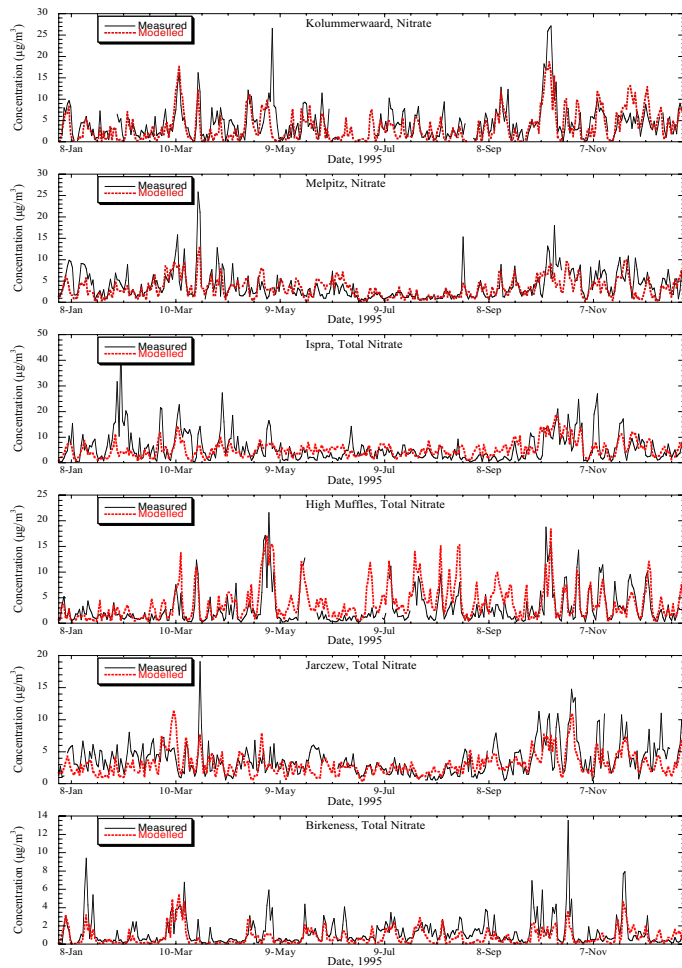 Kolummerwaard, Nitrate
Measured
Modelled
Concentration (µg/m³)
30
25
20
15
10
5
0
8-Jan 10-Mar 9-May 9-Jul 8-Sep 7-Nov
Date, 1995
Melpitz, Nitrate
Measured
Modelled
Concentration (µg/m³)
30
25
20
15
10
5
0
8-Jan 10-Mar 9-May 9-Jul 8-Sep 7-Nov
Date, 1995
Ispra, Total Nitrate
Measured
Modelled
Concentration (µg/m³)
50
40
30
20
10
0
8-Jan 10-Mar 9-May 9-Jul 8-Sep 7-Nov
Date, 1995
High Muffles, Total Nitrate
Measured
Modelled
Concentration (µg/m³)
25
20
15
10
5
0
8-Jan 10-Mar 9-May 9-Jul 8-Sep 7-Nov
Date, 1995
Jarczew, Total Nitrate
Measured
Modelled
Concentration (µg/m³)
20
15
10
5
0
8-Jan 10-Mar 9-May 9-Jul 8-Sep 7-Nov
Date, 1995
Birkeness, Total Nitrate
Measured
Modelled
Concentration (µg/m³)
14
12
10
8
6
4
2
0
8-Jan 10-Mar 9-May 9-Jul 8-Sep 7-Nov
Date, 1995